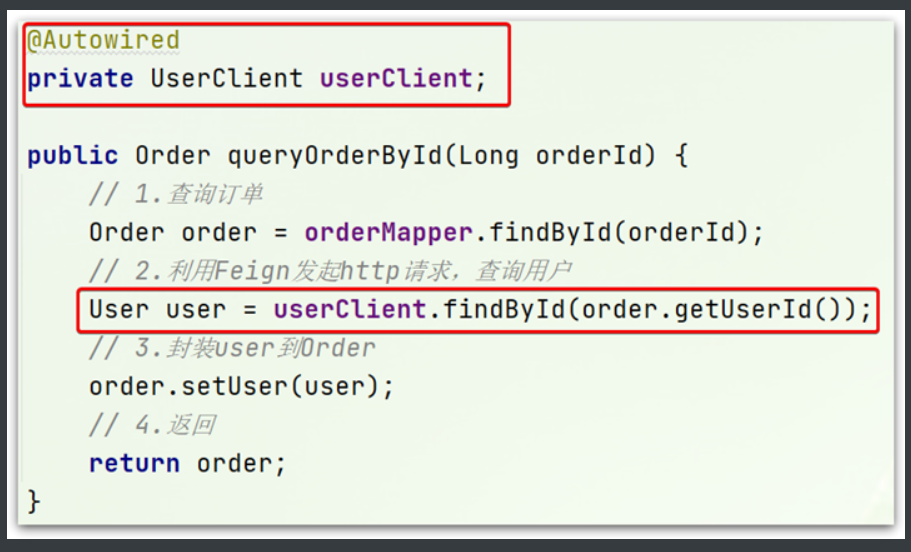 @Autowired
private UserClient userClient;
public Order queryOrderById(Long orderId) {
// 1.查询订单
Order order = orderMapper.findById(orderId);
// 2.利用Feign发起http请求，查询用户
User user = userClient.findById(order.getUserId());
// 3.封装user到Order
order.setUser(user);
// 4.返回
return order;
}